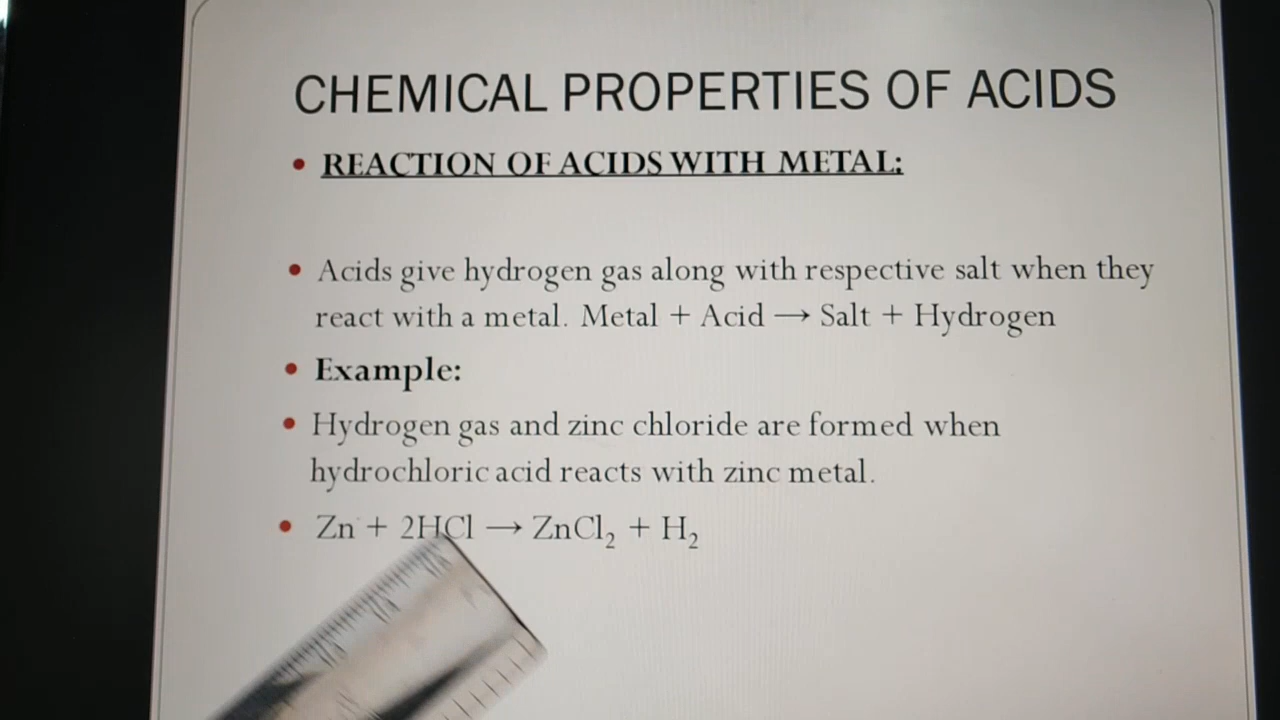 CHEMICAL PROPERTIES OF ACIDS
• REACTION OF ACIDS WITH METAL;
• Acids give hydrogen gas along with respective salt when they
react with a metal. Metal + Acid → Salt + Hydrogen
• Example:
• Hydrogen gas and zinc chloride are formed when
hydrochloric acid reacts with zinc metal.
• Zn + 2HCl → ZnCl₂ + H₂